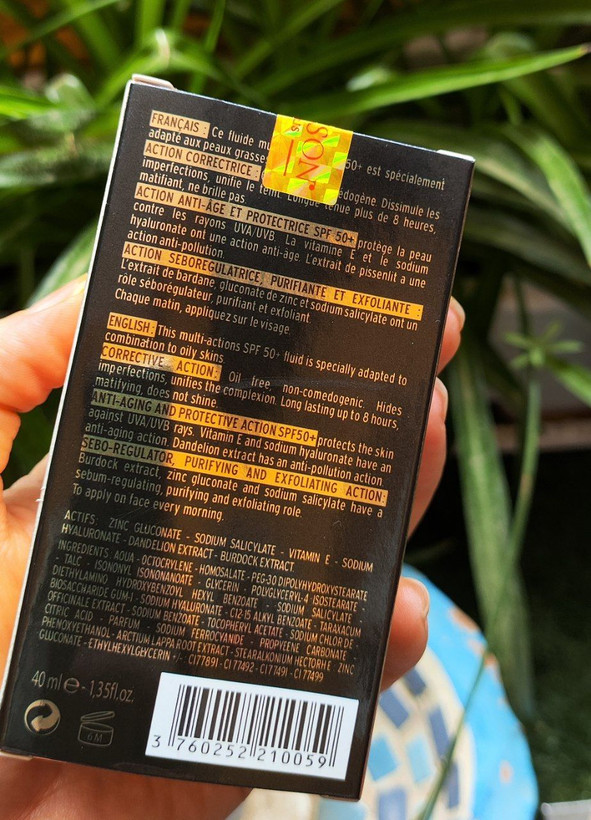 FRANÇAIS : Ce fluide mu 50+ est spécialement
adapté aux peaux grasse
ACTION CORRECTRICE : edogène Dissimule les
imperfections, unifie le teint. Longue tenue plus de 8 heures,
matifiant, ne brille pas
ACTION ANTI-ÂGE ET PROTECTRICE SPF 50+ protège la peau
contre les rayons UVA/UVB. La vitamine E et le sodium
hyaluronate ont une action anti-âge. L'extrait de pissenlit a une
action anti-pollution.
ACTION SEBOREGULATRICE, PURIFIANTE ET EXFOLIANTE :
L'extrait de bardane, gluconate de zinc et sodium salicylate ont un
rôle séborégulateur, purifiant et exfoliant.
Chaque matin, appliquez sur le visage.
ENGLISH: This multi-actions SPF 50+ fluid is specially adapted to
combination to oily skins
CORRECTIVE ACTION: Oil free, non-comedogenic. Hides
imperfections, unifies the complexion. Long lasting up to 8 hours,
matifying, does not shine.
ANTI-AGING AND PROTECTIVE ACTION SPF50+ protects the skin
against UVA/UVB rays. Vitamin E and sodium hyaluronate have an
anti-aging action. Dandelion extract has an anti-pollution action
SEBO-REGULATOR, PURIFYING AND EXFOLIATING ACTION:
Burdock extract, zinc gluconate and sodium salicylate have a
sebum-regulating, purifying and exfoliating role.
To apply on face every morning.
ACTIFS: ZINC GLUCONATE - SODIUM SALICYLATE - VITAMIN E - SODIUM
HYALURONATE - DANDELION EXTRACT - BURDOCK EXTRACT
INGREDIENTS AQUA - OCTOCRYLENE - HOMOSALATE - PEG-30 DIPOLYHYDROXYSTEARATE
- TALC - ISONONYL ISONONANOATE - GLYCERIN - POLYGLYCERYL-4 ISOSTEARATE -
DIETHYLAMINO HYDROXYBENZOYL HEXYL BENZOATE - SODIUM SALICYLATE -
BIOSACCHARIDE GUM-1 - SODIUM HYALURONATE - C12-15 ALKYL BENZOATE - TARAXACUM
OFFICINALE EXTRACT - SODIUM BENZOATE - TOCOPHERYL ACETATE - SODIUM CHLORIDE -
CITRIC ACID - PARFUM - SODIUM FERROCYANIDE - PROPYLENE CARBONATE -
PHENOXYETHANOL - ARCTIUM LAPPA ROOT EXTRACT - STEARALKONIUM HECTORITE - ZINC
GLUCONATE - ETHYLHEXYLGLYCERIN +/- : CI 77891 - CI 77492 - CI 77491 - CI 77499
40 ml ℮ - 1,35fl.oz.
6M
3 760252 210059